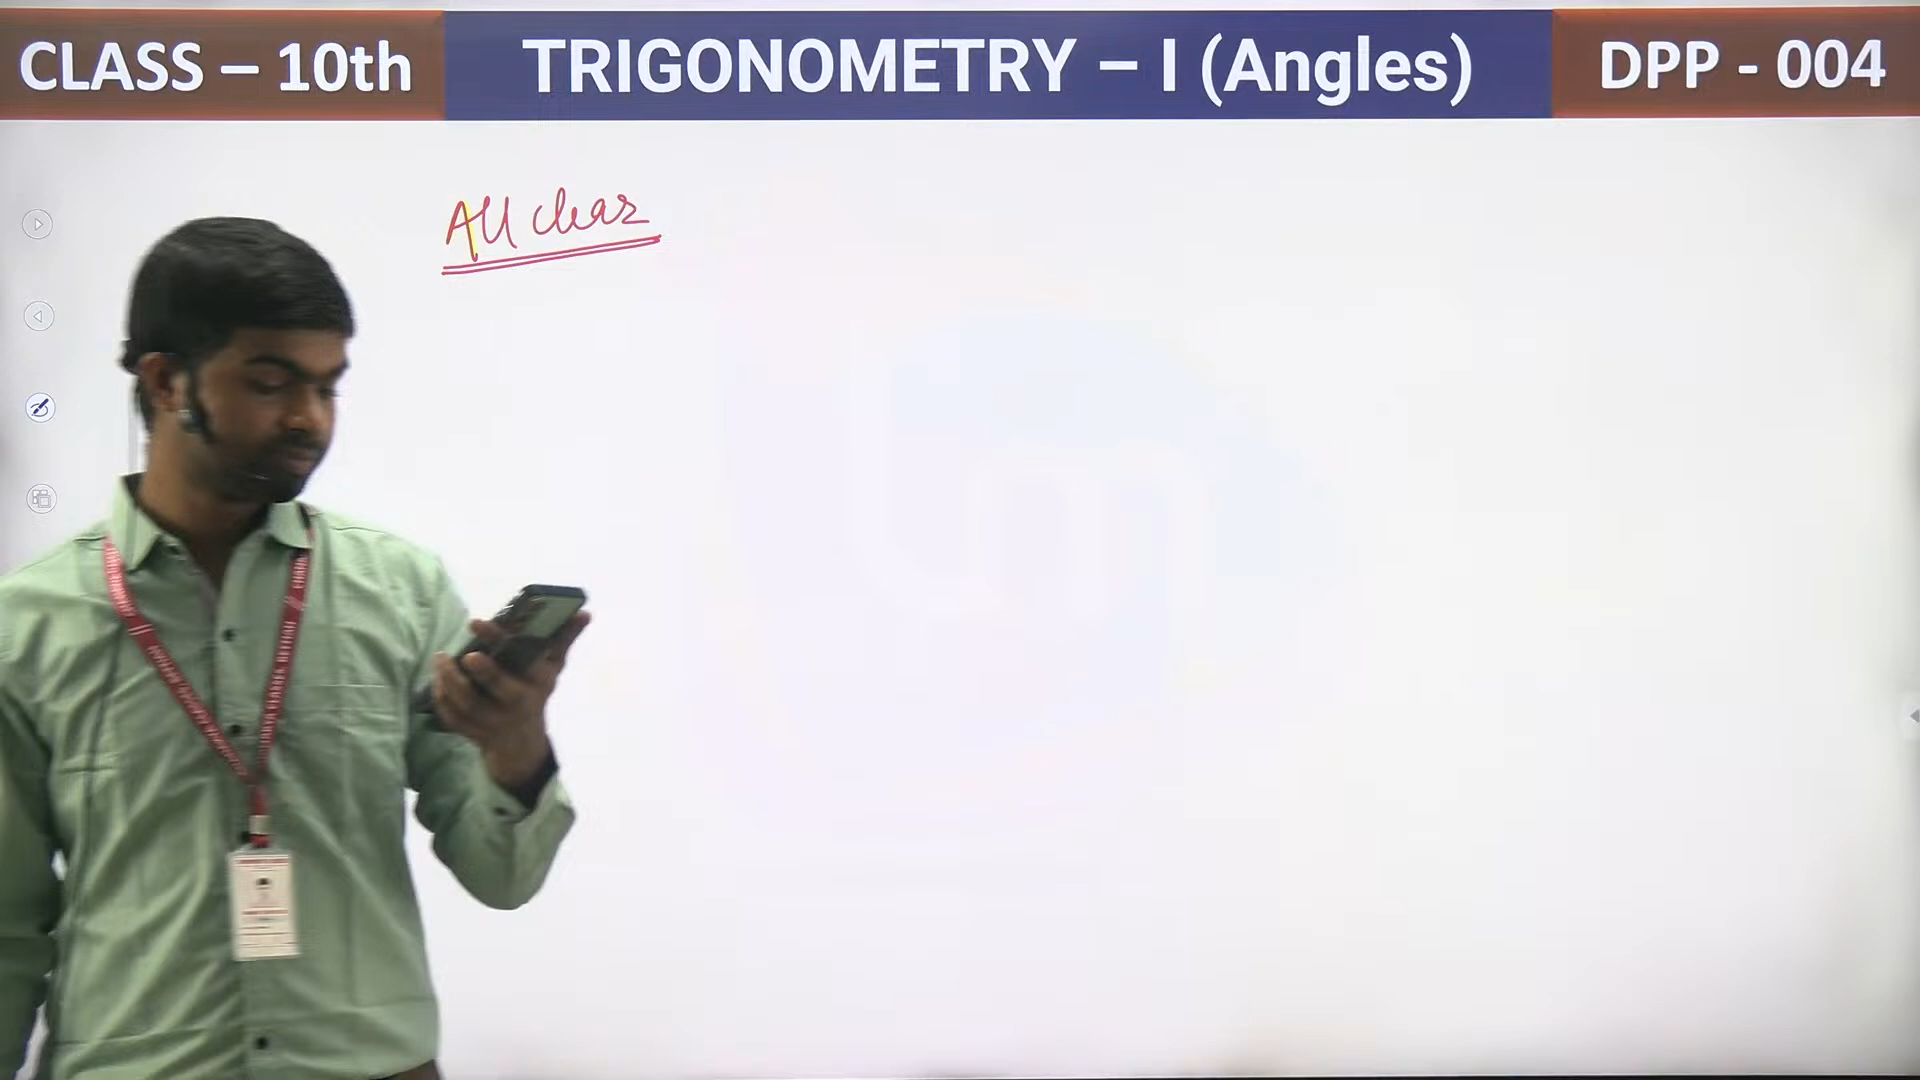 CLASS – 10th
TRIGONOMETRY – I (Angles)
DPP - 004
All clear